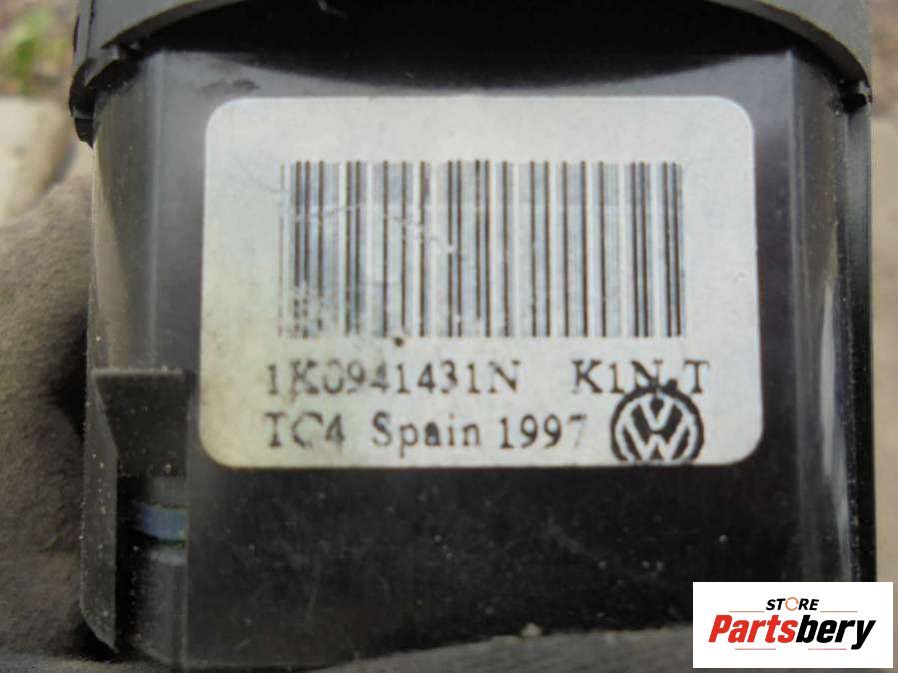 1K0941431N K1N.T
TC4 Spain 1997
STORE
Partsbery